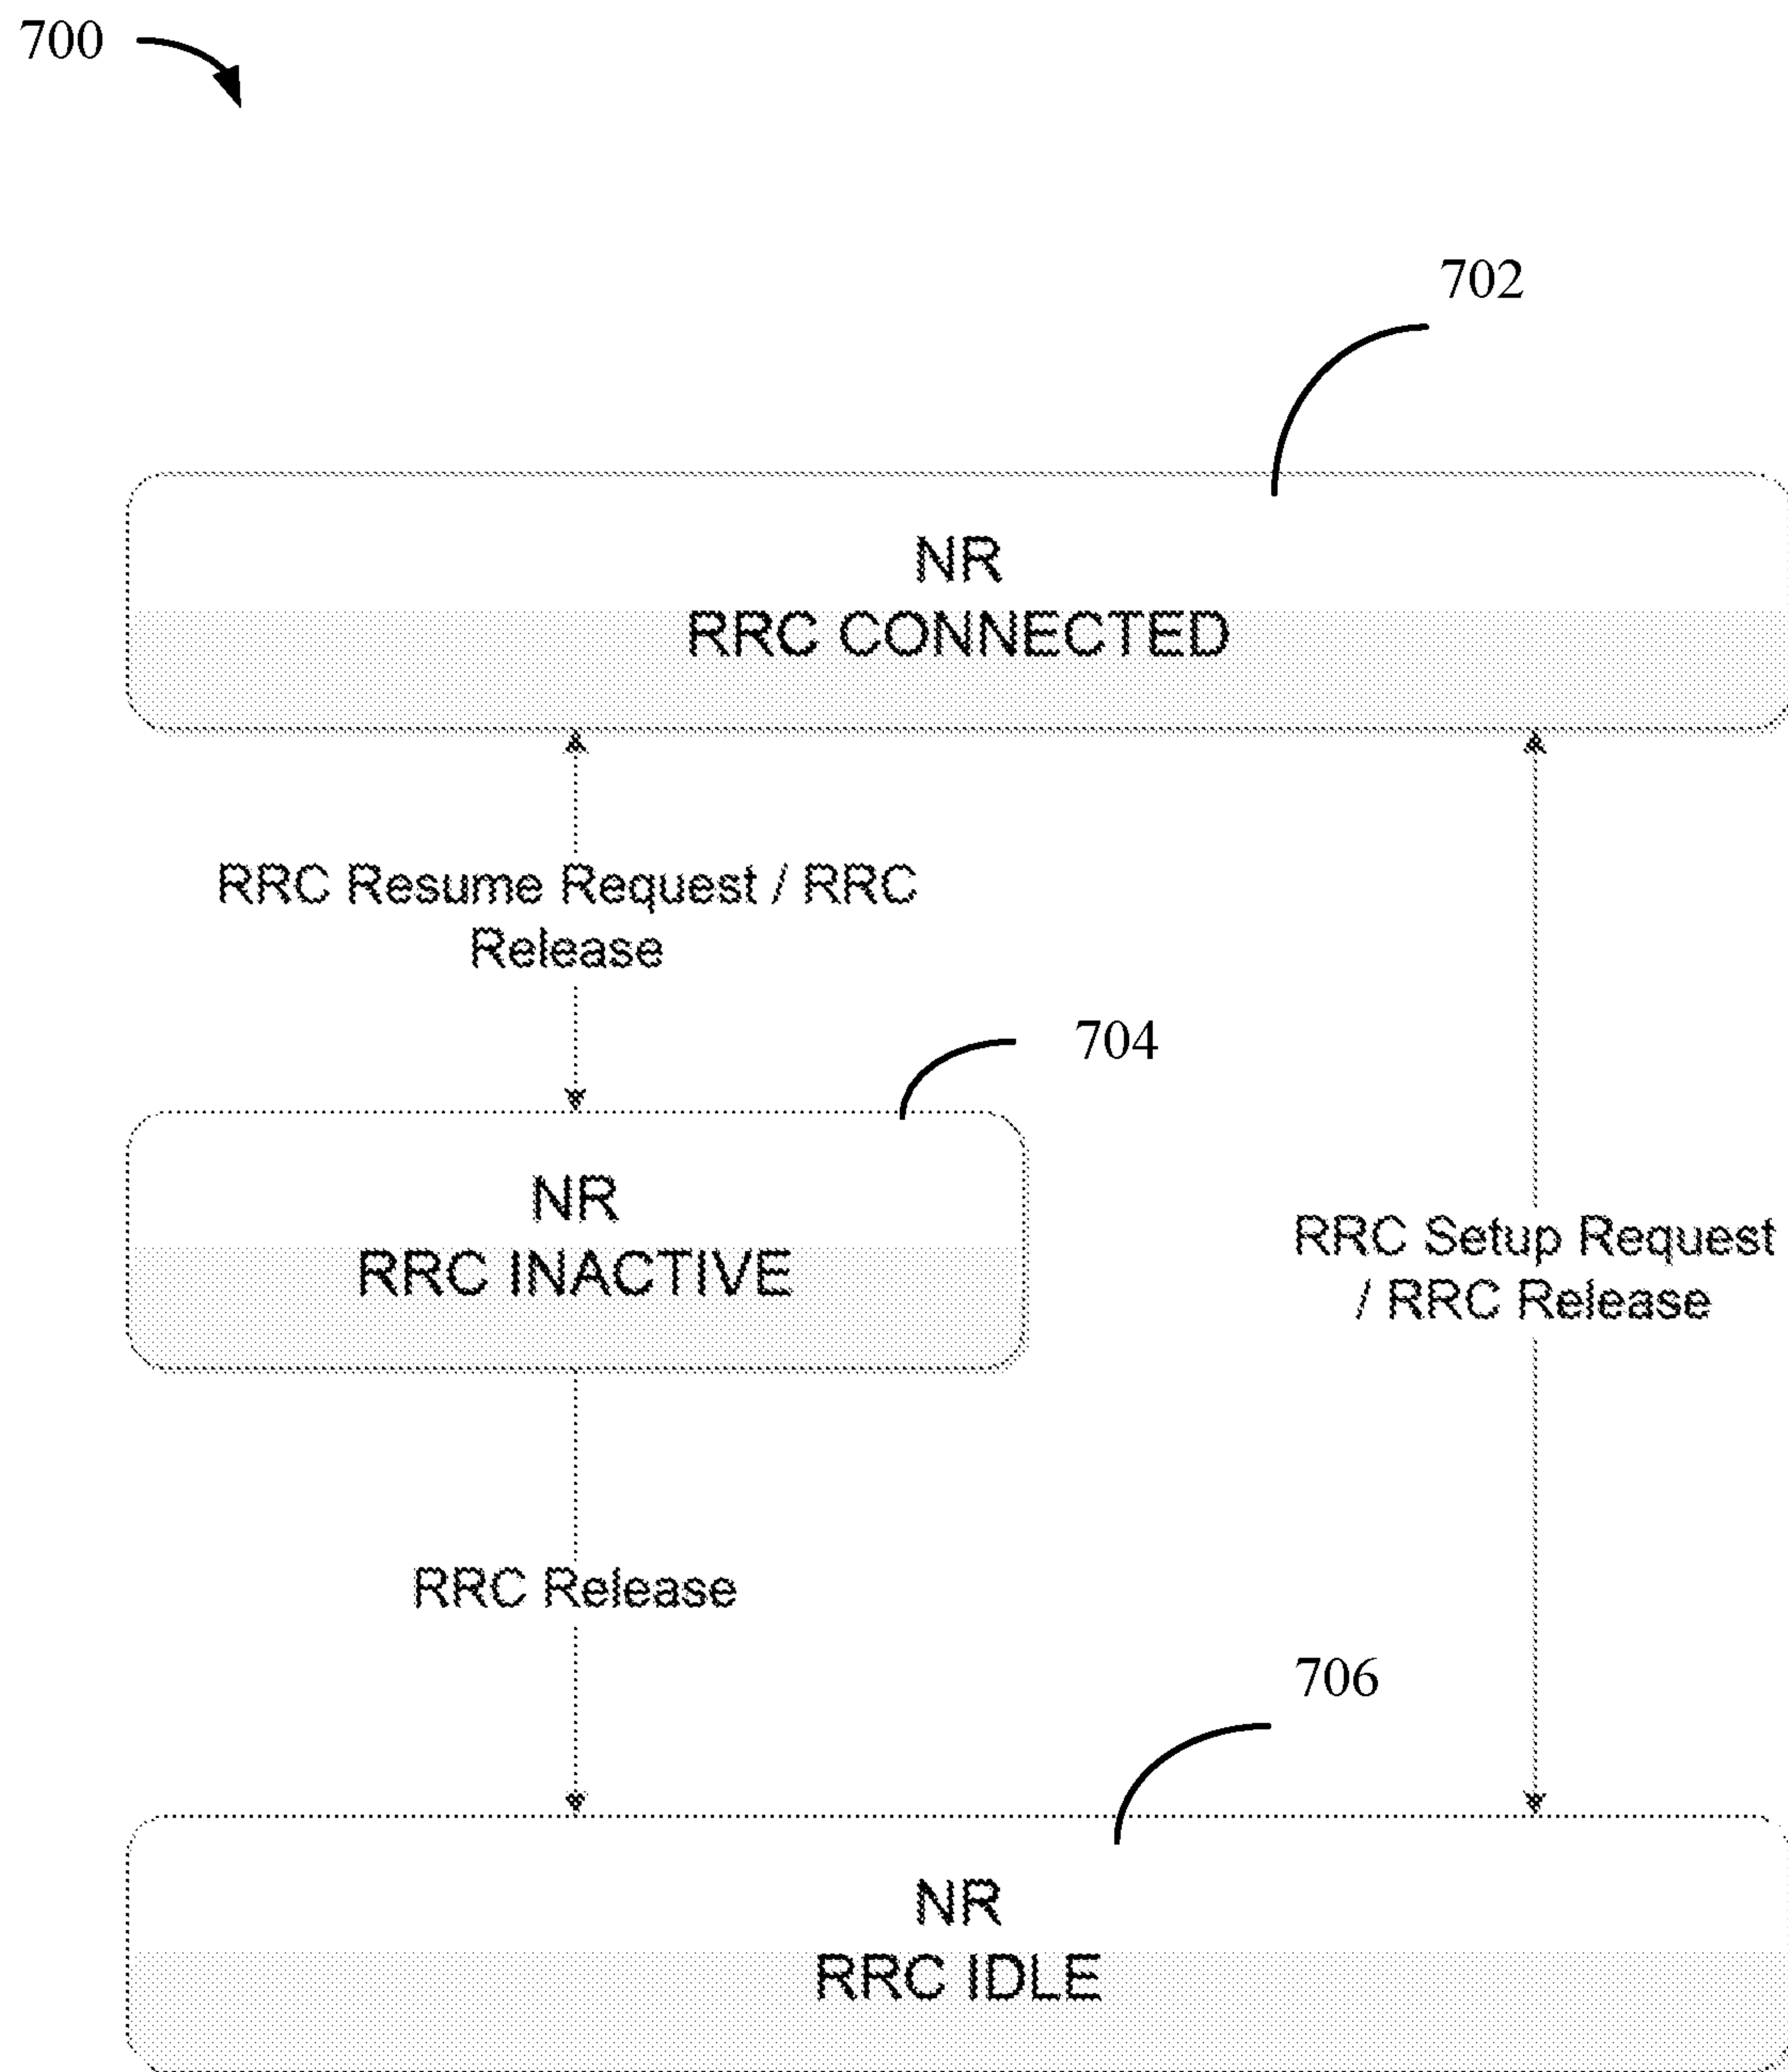 700
702
NR
RRC CONNECTED
RRC Resume Request / RRC
Release
704
NR
RRC INACTIVE
RRC Setup Request
/ RRC Release
RRC Release
706
NR
RRC IDLE